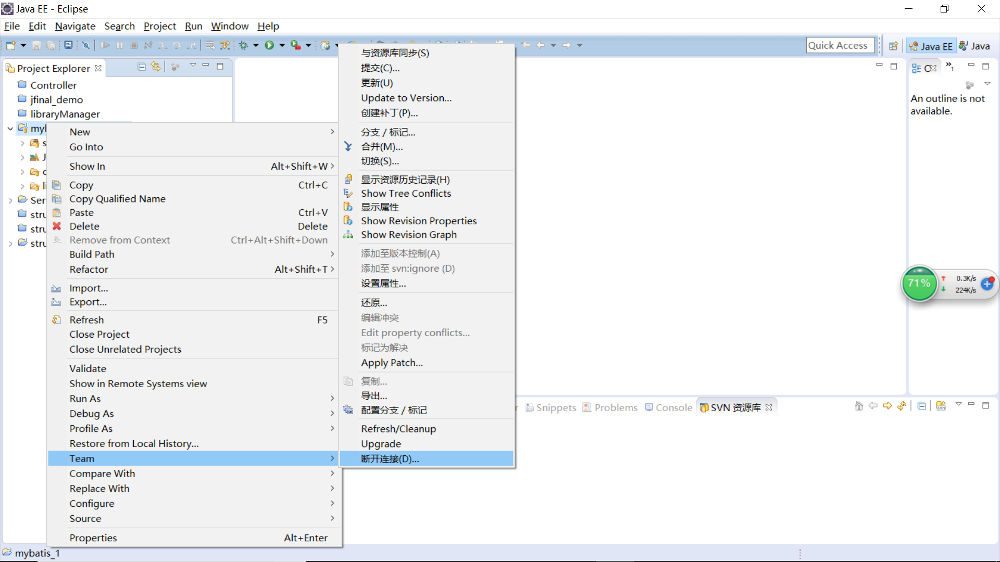 Java EE - Eclipse
File Edit Navigate Search Project Run Window Help
Quick Access
Java EE
Java
Project Explorer
Controller
jfinal_demo
libraryManager
myb
s
J
c
li
Ser
stru
stru
stru
New
Go Into
Show In Alt+Shift+W
Copy Ctrl+C
Copy Qualified Name
Paste Ctrl+V
Delete Delete
Remove from Context Ctrl+Alt+Shift+Down
Build Path
Refactor Alt+Shift+T
Import...
Export...
Refresh F5
Close Project
Close Unrelated Projects
Validate
Show in Remote Systems view
Run As
Debug As
Profile As
Restore from Local History...
Team
Compare With
Replace With
Configure
Source
Properties Alt+Enter
与资源库同步(S)
提交(C)...
更新(U)
Update to Version...
创建补丁(P)...
分支 / 标记...
合并(M)...
切换(S)...
显示资源历史记录(H)
Show Tree Conflicts
显示属性
Show Revision Properties
Show Revision Graph
添加至版本控制(A)
添加至 svn:ignore (D)
设置属性...
还原...
编辑冲突
Edit property conflicts...
标记为解决
Apply Patch...
复制...
导出...
配置分支 / 标记
Refresh/Cleanup
Upgrade
断开连接(D)...
1
An outline is not
available.
71%
0.3K/s
224K/s
Snippets Problems Console SVN 资源库
mybatis_1